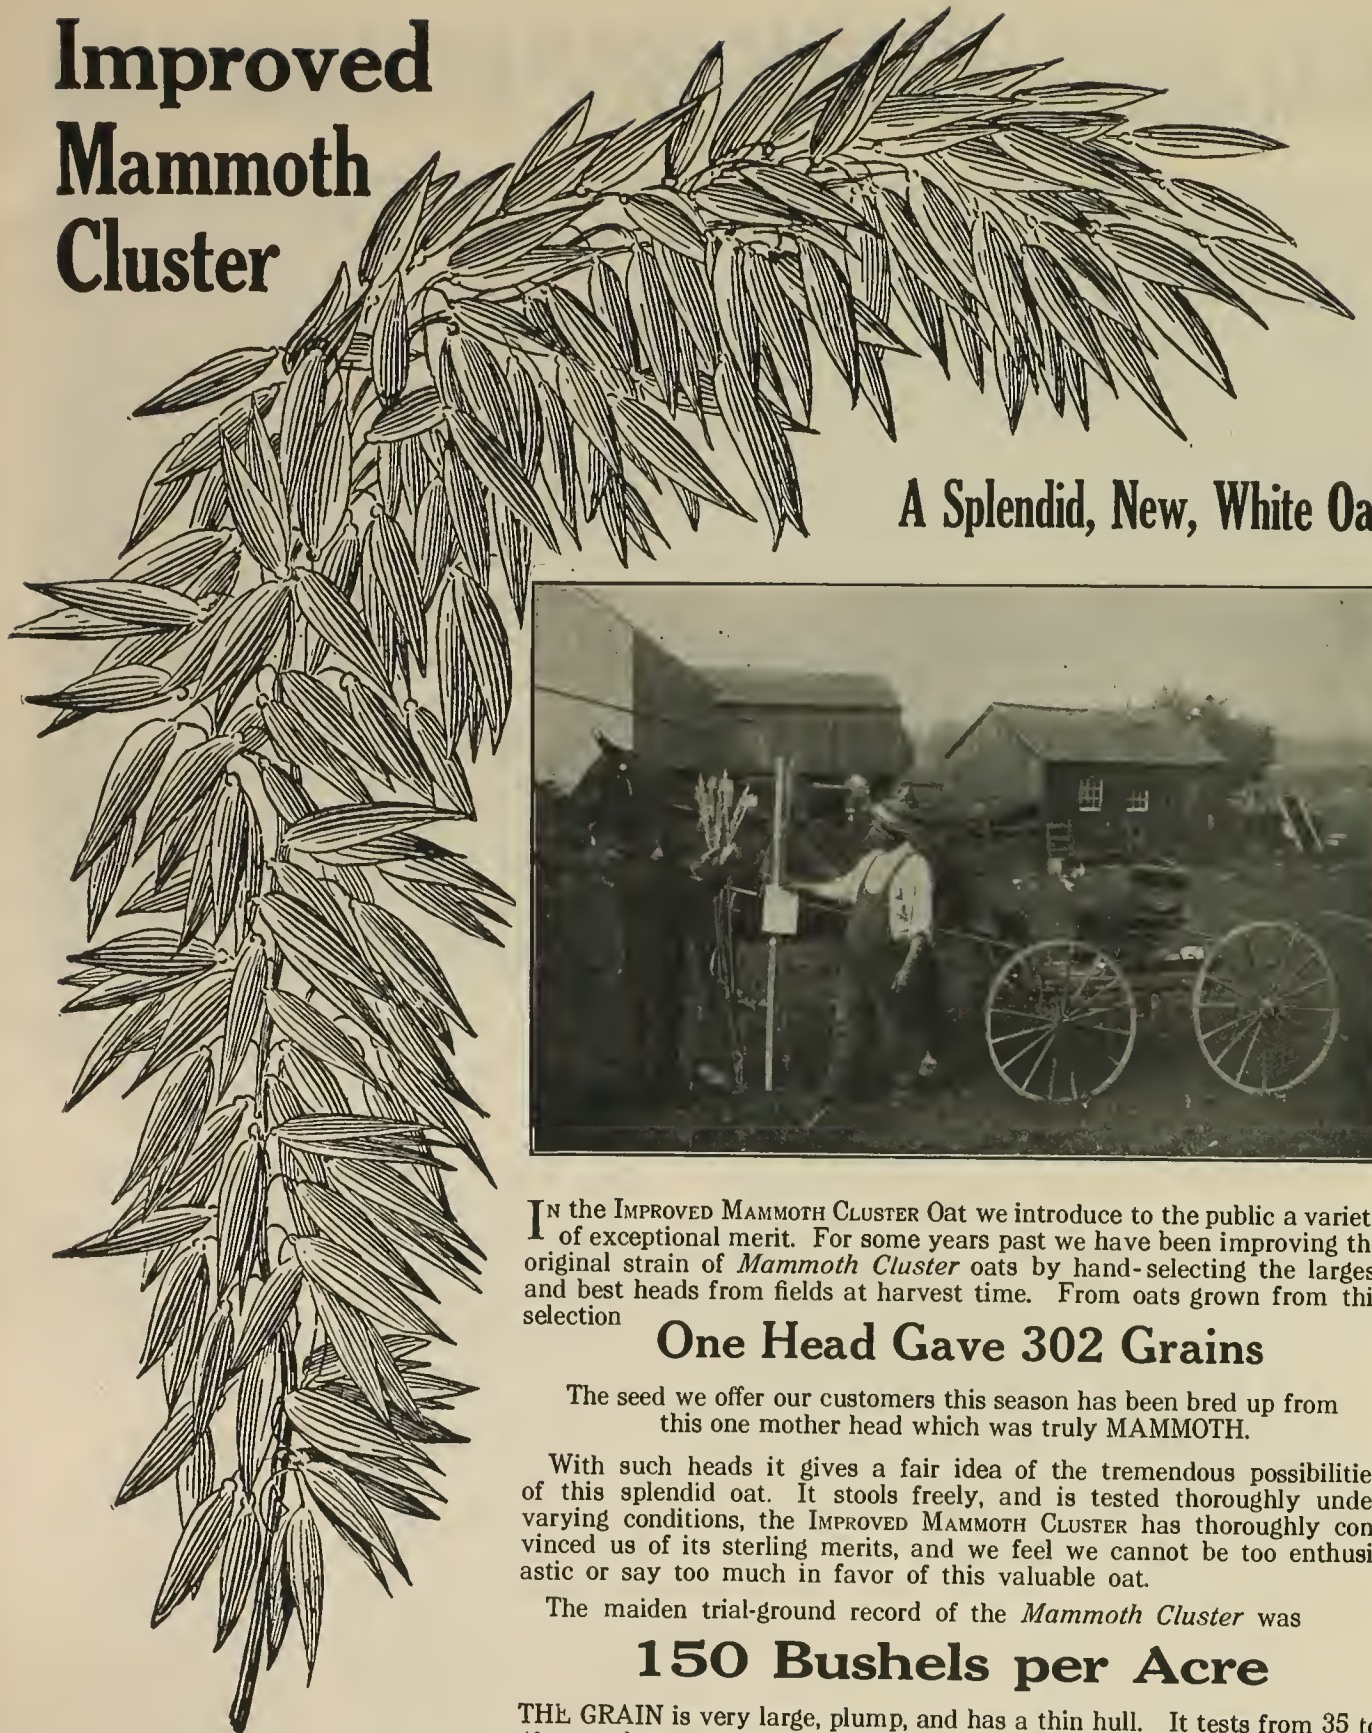 Improved
Mammoth
Cluster
A Splendid, New, White Oa
IN the IMPROVED MAMMOTH CLUSTER Oat we introduce to the public a variet
of exceptional merit. For some years past we have been improving th
original strain of Mammoth Cluster oats by hand-selecting the larges
and best heads from fields at harvest time. From oats grown from thi
selection
One Head Gave 302 Grains
The seed we offer our customers this season has been bred up from
this one mother head which was truly MAMMOTH.
With such heads it gives a fair idea of the tremendous possibilitie
of this splendid oat. It stools freely, and is tested thoroughly unde
varying conditions, the IMPROVED MAMMOTH CLUSTER has thoroughly con
vinced us of its sterling merits, and we feel we cannot be too enthusi
astic or say too much in favor of this valuable oat.
The maiden trial-ground record of the Mammoth Cluster was
150 Bushels per Acre
THE GRAIN is very large, plump, and has a thin hull. It tests from 35 t